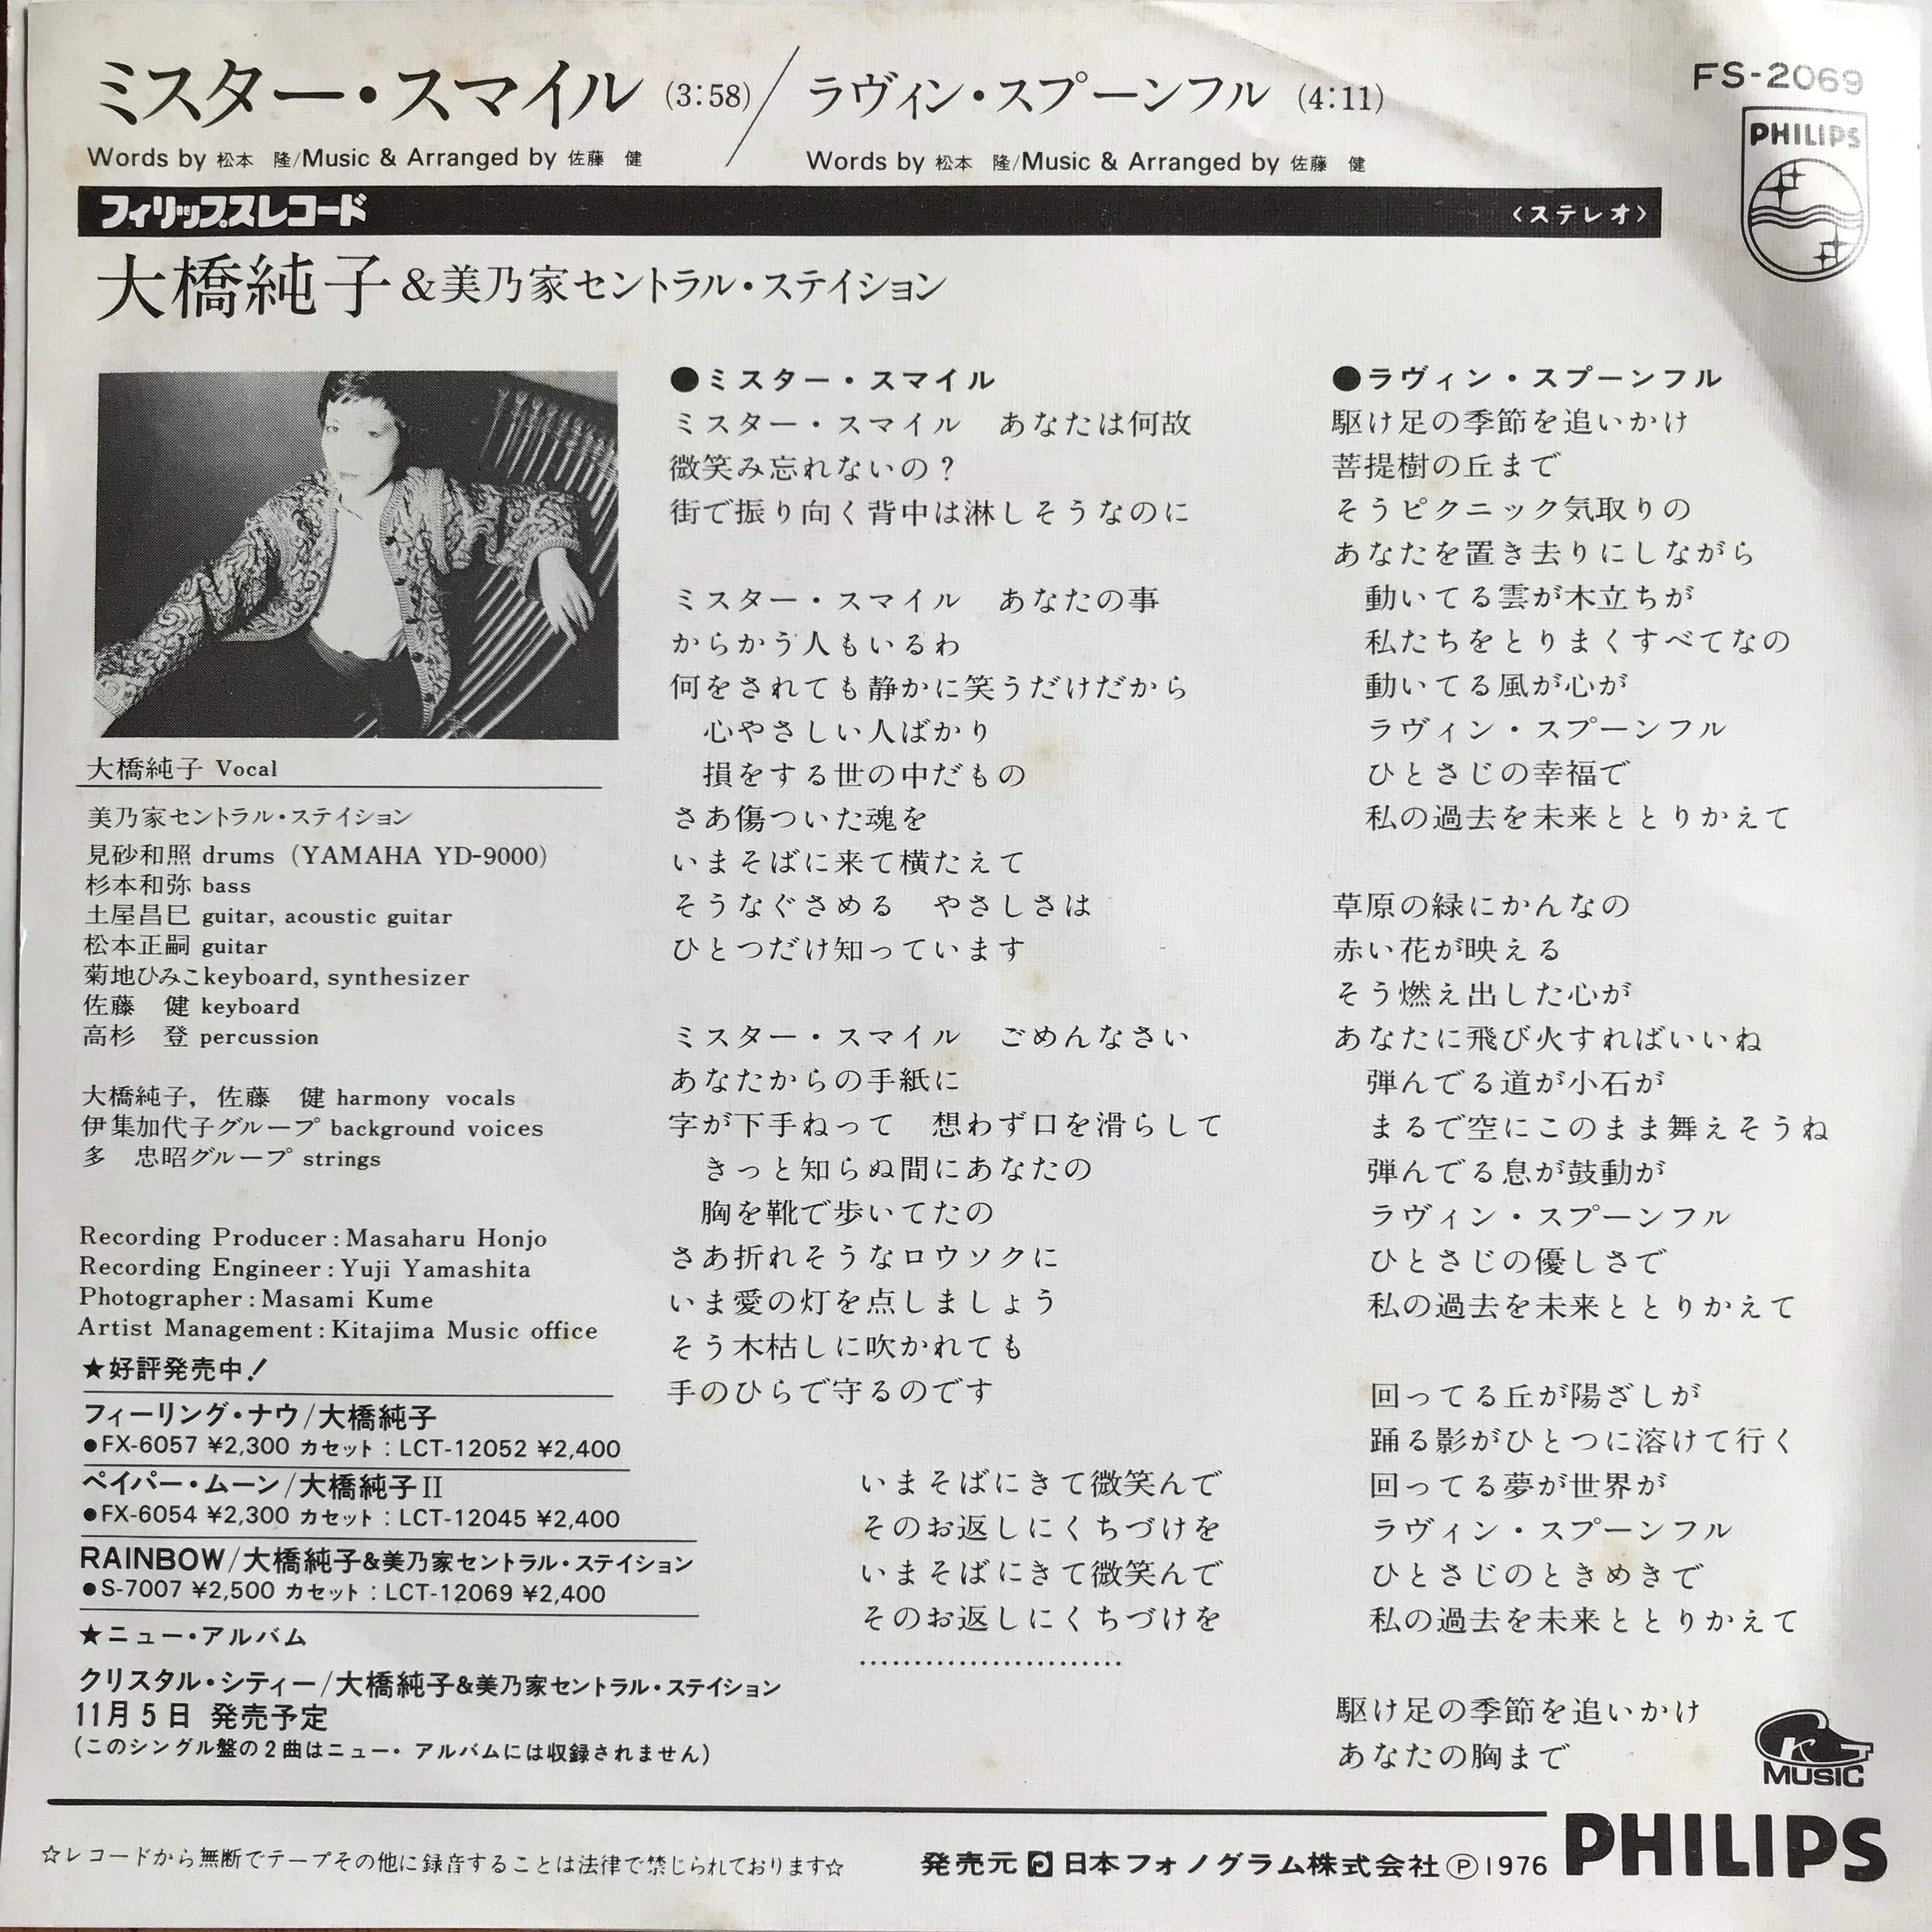 ミスター・スマイル (3:58)/ラヴィン・スプーンフル (4:11)
FS-2069
Words by 松本 隆/Music & Arranged by 佐藤 健
Words by 松本 隆/Music & Arranged by 佐藤 健
PHILIPS
フィリップスレコード
〈ステレオ〉
大橋純子&美乃家セントラル・ステイション
大橋純子 Vocal
美乃家セントラル・ステイション
見砂和照 drums (YAMAHA YD-9000)
杉本和弥 bass
土屋昌巳 guitar, acoustic guitar
松本正嗣 guitar
菊地ひみこ keyboard, synthesizer
佐藤 健 keyboard
高杉 登 percussion
大橋純子, 佐藤 健 harmony vocals
伊集加代子グループ background voices
多 忠昭グループ strings
Recording Producer : Masaharu Honjo
Recording Engineer : Yuji Yamashita
Photographer : Masami Kume
Artist Management : Kitajima Music office
★好評発売中!
フィーリング・ナウ/大橋純子
●FX-6057 ¥2,300 カセット : LCT-12052 ¥2,400
ペイパー・ムーン/大橋純子II
●FX-6054 ¥2,300 カセット : LCT-12045 ¥2,400
RAINBOW/大橋純子&美乃家セントラル・ステイション
●S-7007 ¥2,500 カセット : LCT-12069 ¥2,400
★ニュー・アルバム
クリスタル・シティー/大橋純子&美乃家セントラル・ステイション
11月5日 発売予定
(このシングル盤の2曲はニュー・アルバムには収録されません)
●ミスター・スマイル
ミスター・スマイル あなたは何故
微笑み忘れないの?
街で振り向く背中は淋しそうなのに
ミスター・スマイル あなたの事
からかう人もいるわ
何をされても静かに笑うだけだから
心やさしい人ばかり
損をする世の中だもの
さあ傷ついた魂を
いまそばに来て横たえて
そうなぐさめる やさしさは
ひとつだけ知っています
ミスター・スマイル ごめんなさい
あなたからの手紙に
字が下手ねって 想わず口を滑らして
きっと知らぬ間にあなたの
胸を靴で歩いてたの
さあ折れそうなロウソクに
いま愛の灯を点しましょう
そう木枯しに吹かれても
手のひらで守るのです
いまそばにきて微笑んで
そのお返しにくちづけを
いまそばにきて微笑んで
そのお返しにくちづけを
……………………
●ラヴィン・スプーンフル
駆け足の季節を追いかけ
菩提樹の丘まで
そうピクニック気取りの
あなたを置き去りにしながら
動いてる雲が木立ちが
私たちをとりまくすべてなの
動いてる風が心が
ラヴィン・スプーンフル
ひとさじの幸福で
私の過去を未来ととりかえて
草原の緑にかんなの
赤い花が映える
そう燃え出した心が
あなたに飛び火すればいいね
弾んでる道が小石が
まるで空にこのまま舞えそうね
弾んでる息が鼓動が
ラヴィン・スプーンフル
ひとさじの優しさで
私の過去を未来ととりかえて
回ってる丘が陽ざしが
踊る影がひとつに溶けて行く
回ってる夢が世界が
ラヴィン・スプーンフル
ひとさじのときめきで
私の過去を未来ととりかえて
駆け足の季節を追いかけ
あなたの胸まで
K MUSIC
☆レコードから無断でテープその他に録音することは法律で禁じられております☆
発売元 日本フォノグラム株式会社 Ⓟ1976
PHILIPS